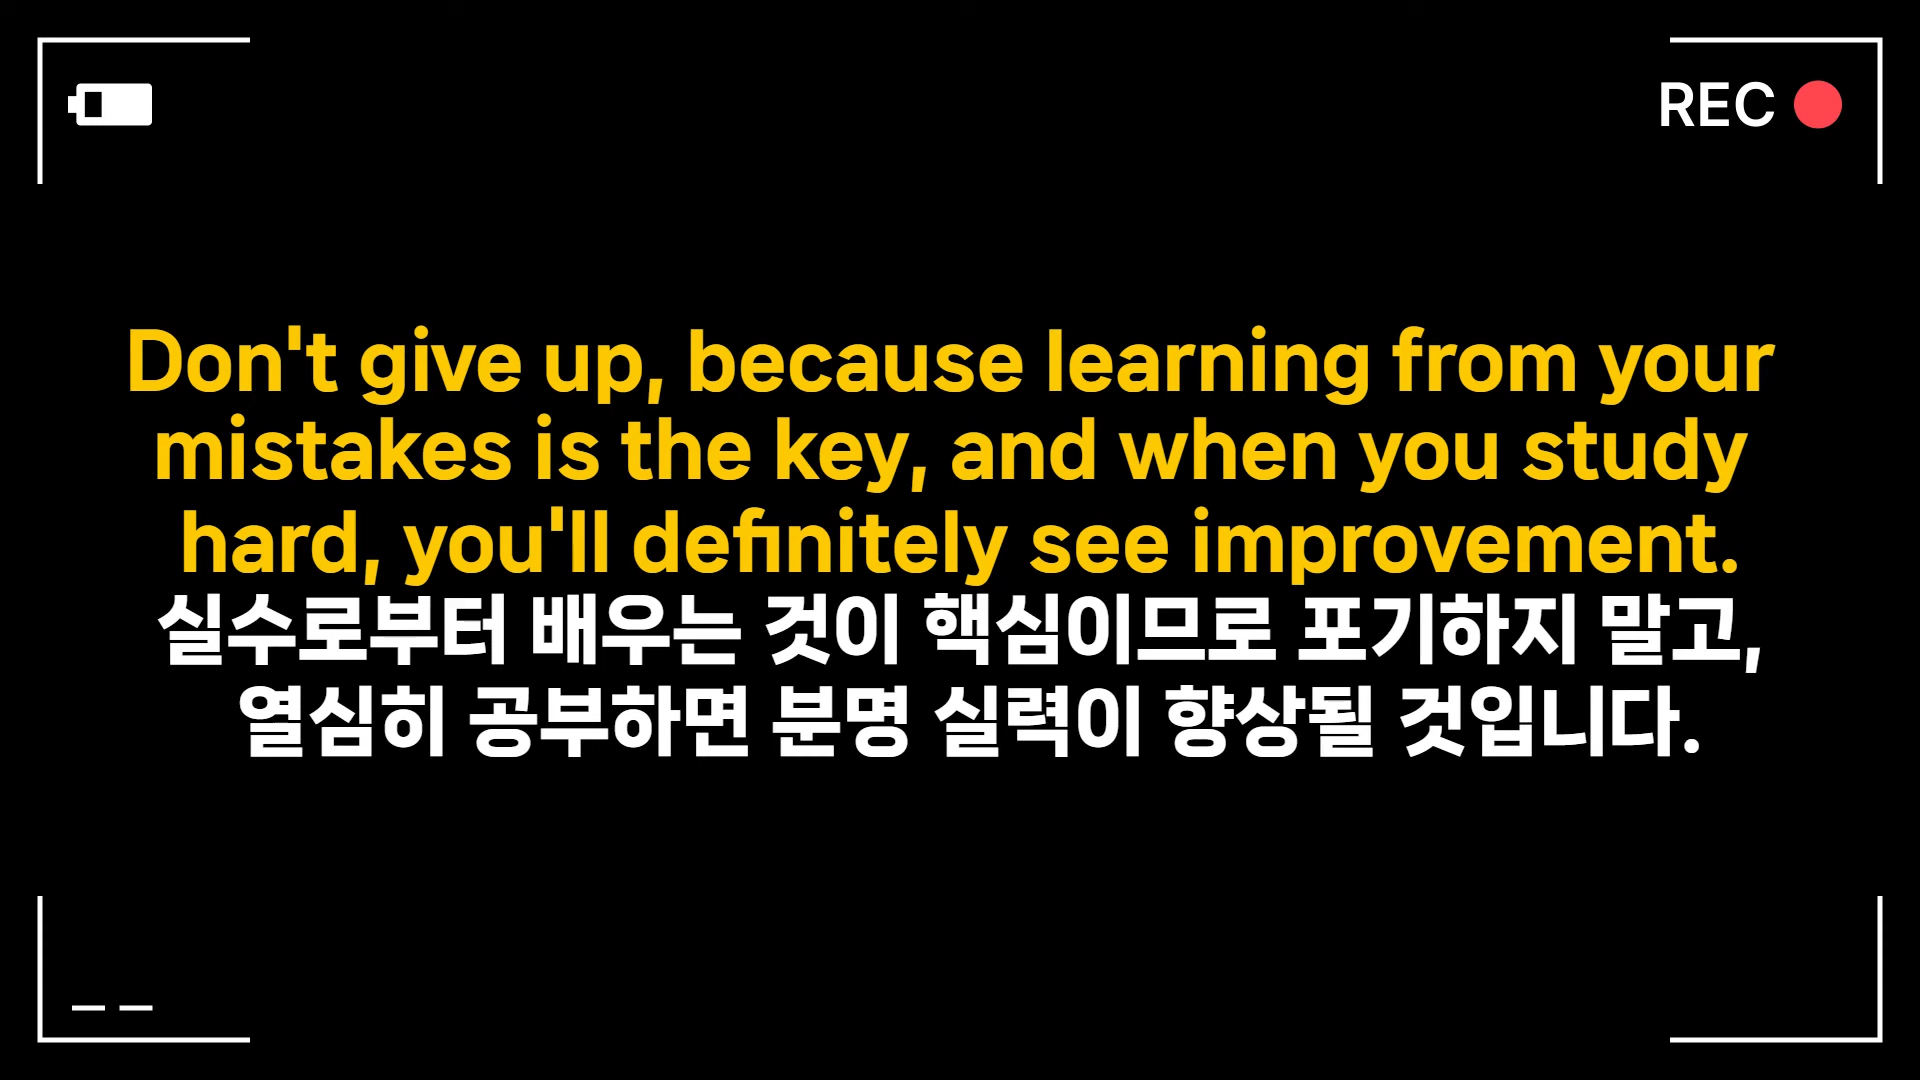 REC
Don't give up, because learning from your
mistakes is the key, and when you study
hard, you'll definitely see improvement.
실수로부터 배우는 것이 핵심이므로 포기하지 말고,
열심히 공부하면 분명 실력이 향상될 것입니다.